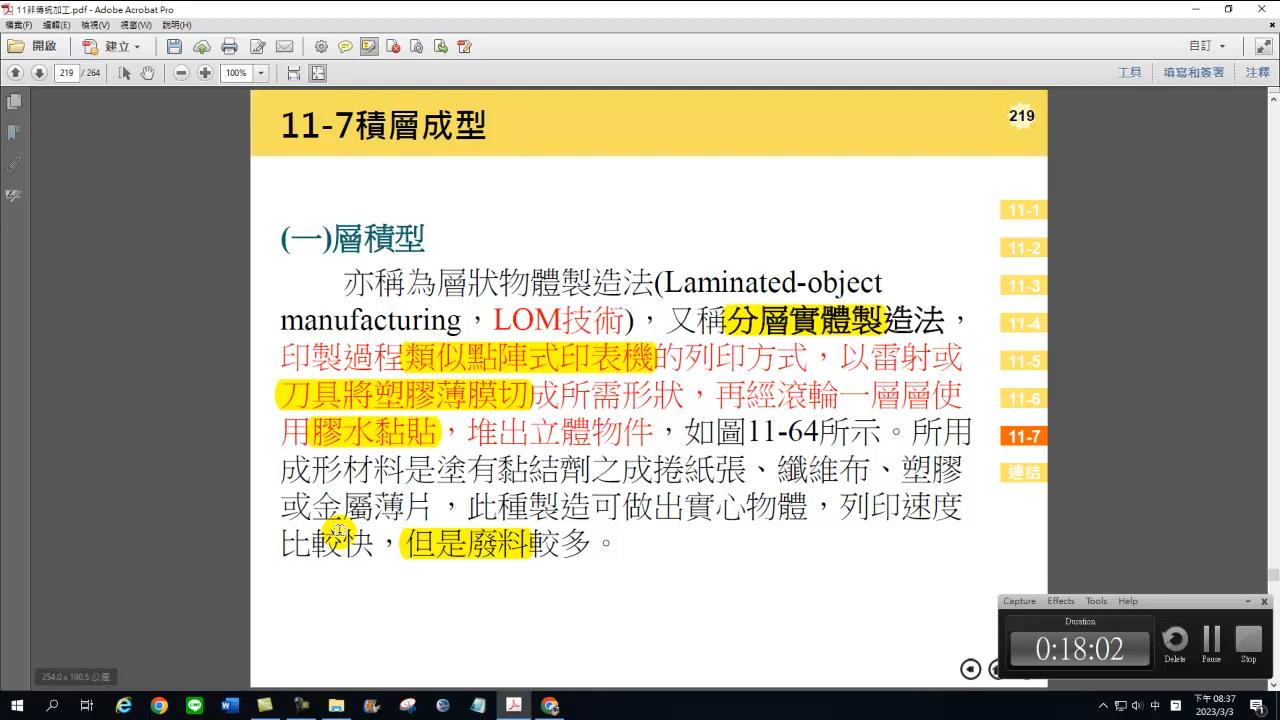 11非傳統加工.pdf - Adobe Acrobat Pro
檔案(F) 編輯(E) 檢視(V) 視窗(W) 說明(H)
開啟 建立 自訂
219 / 264 100% 工具 填寫和簽署 注釋
11-7積層成型
219
(一)層積型
亦稱為層狀物體製造法(Laminated-object
manufacturing，LOM技術)，又稱分層實體製造法，
印製過程類似點陣式印表機的列印方式，以雷射或
刀具將塑膠薄膜切成所需形狀，再經滾輪一層層使
用膠水黏貼，堆出立體物件，如圖11-64所示。所用
成形材料是塗有黏結劑之成捲紙張、纖維布、塑膠
或金屬薄片，此種製造可做出實心物體，列印速度
比較快，但是廢料較多。
11-1
11-2
11-3
11-4
11-5
11-6
11-7
連結
Capture Effects Tools Help
Duration
0:18:02
Delete Pause Stop
254.0 x 190.5 公厘
中
下午 08:37
2023/3/3